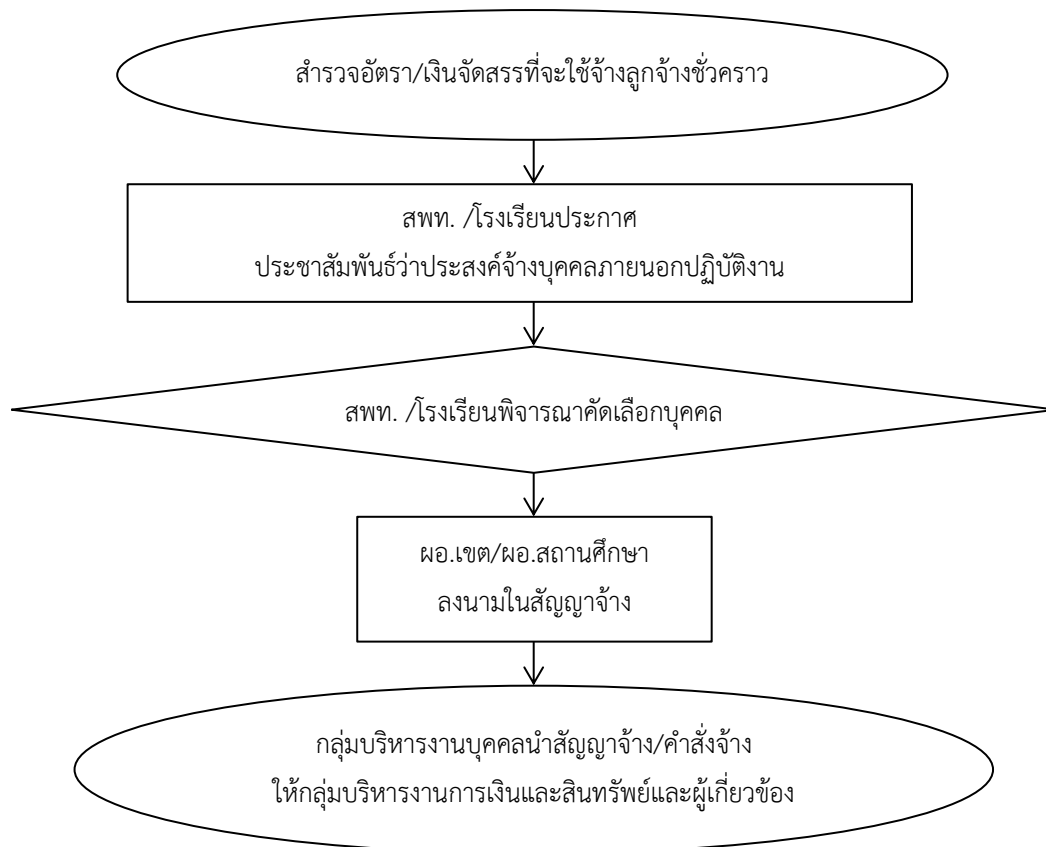 สำรวจอัตรา/เงินจัดสรรที่จะใช้จ้างลูกจ้างชั่วคราว
สพท. /โรงเรียนประกาศ
ประชาสัมพันธ์ว่าประสงค์จ้างบุคคลภายนอกปฏิบัติงาน
สพท. /โรงเรียนพิจารณาคัดเลือกบุคคล
ผอ.เขต/ผอ.สถานศึกษา
ลงนามในสัญญาจ้าง
กลุ่มบริหารงานบุคคลนำสัญญาจ้าง/คำสั่งจ้าง
ให้กลุ่มบริหารงานการเงินและสินทรัพย์และผู้เกี่ยวข้อง